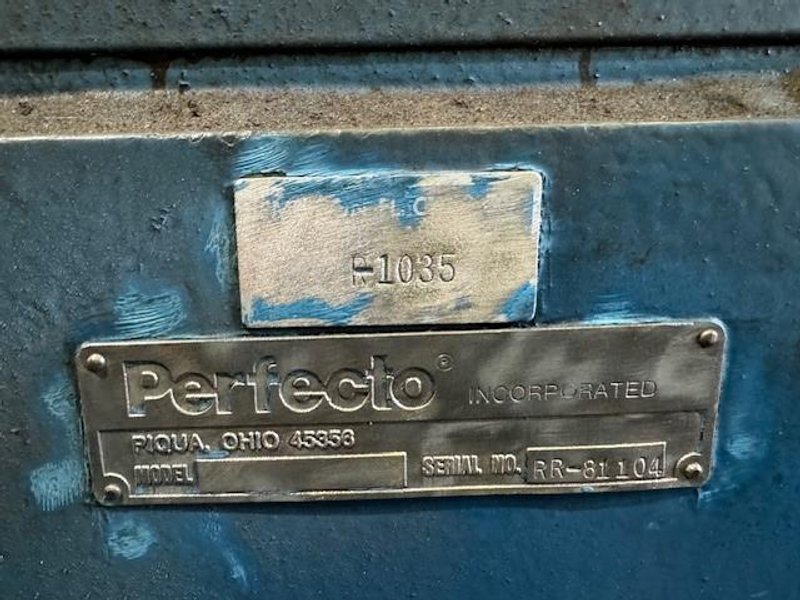 R-1035
Perfecto® INCORPORATED
PIQUA, OHIO 45356
MODEL SERIAL NO. RR-81104